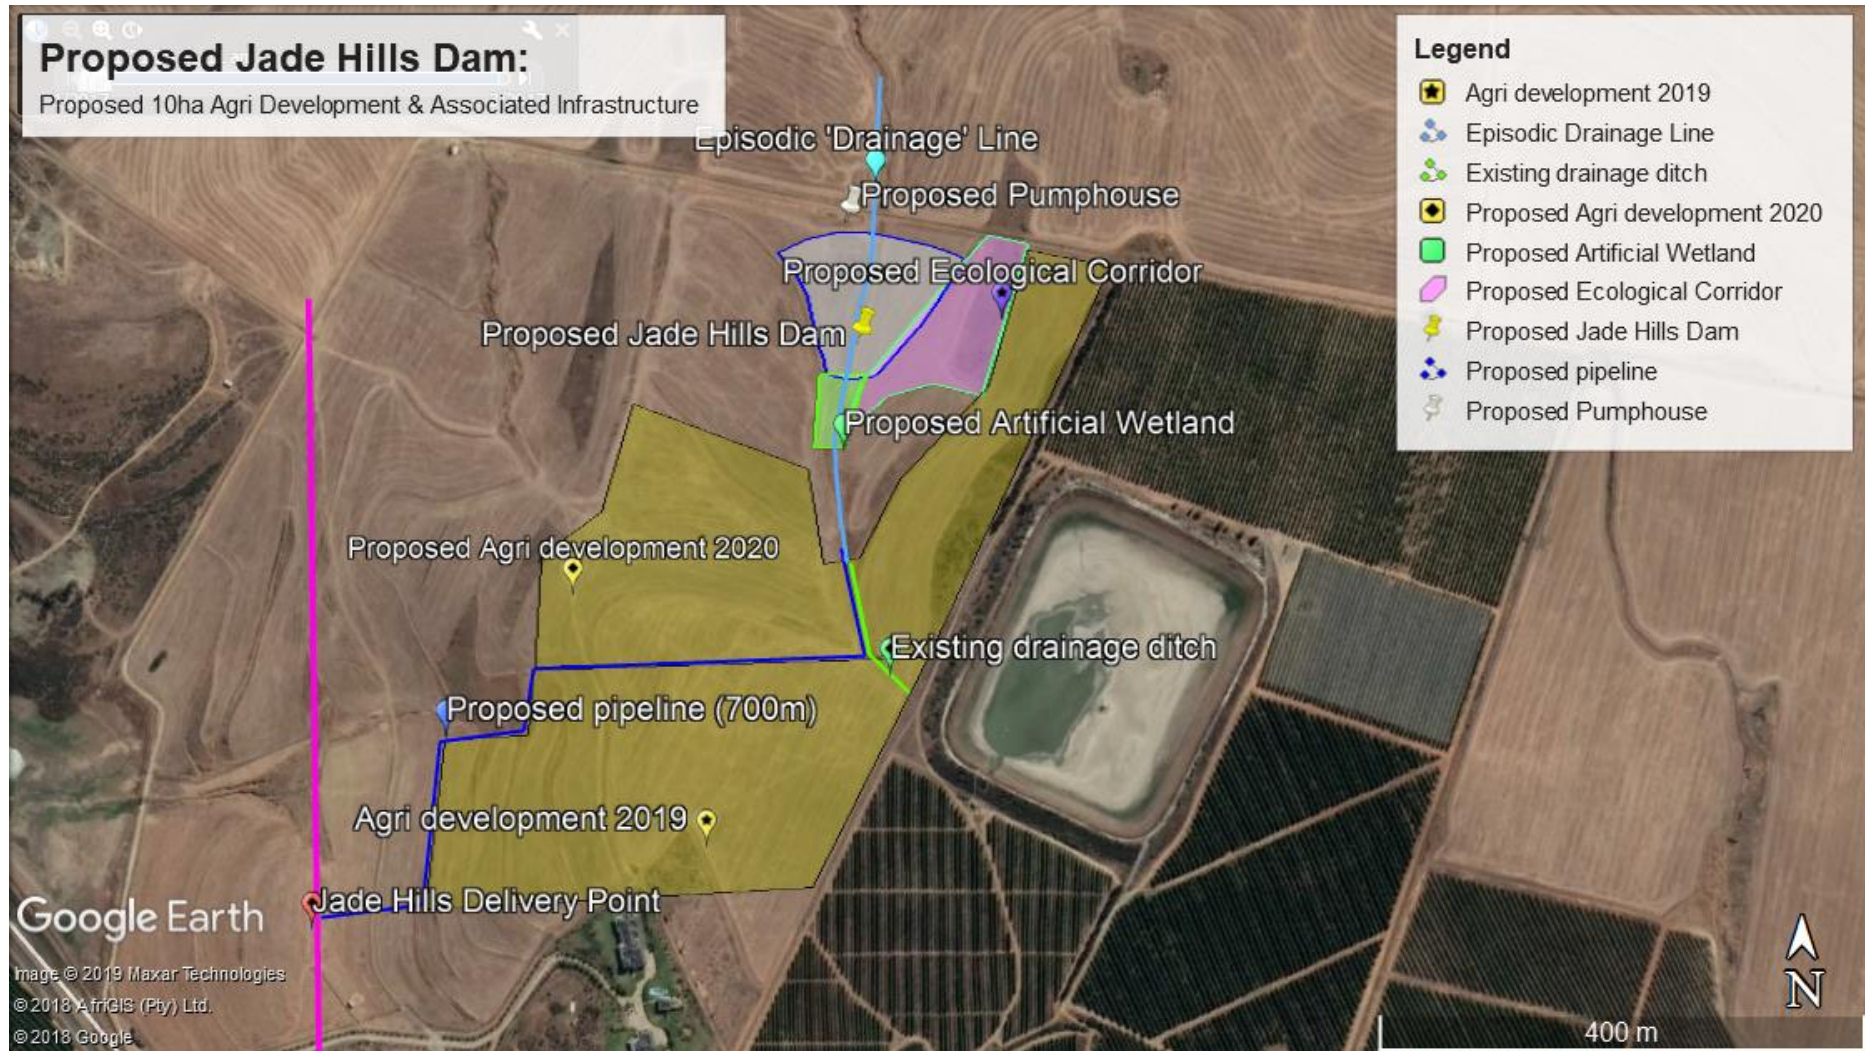 Proposed Jade Hills Dam:
Proposed 10ha Agri Development & Associated Infrastructure
Legend
Agri development 2019
Episodic Drainage Line
Existing drainage ditch
Proposed Agri development 2020
Proposed Artificial Wetland
Proposed Ecological Corridor
Proposed Jade Hills Dam
Proposed pipeline
Proposed Pumphouse
Episodic 'Drainage' Line
Proposed Pumphouse
Proposed Ecological Corridor
Proposed Jade Hills Dam
Proposed Artificial Wetland
Proposed Agri development 2020
Existing drainage ditch
Proposed pipeline (700m)
Agri development 2019
Jade Hills Delivery Point
Google Earth
Image © 2019 Maxar Technologies
© 2018 AfriGIS (Pty) Ltd.
© 2018 Google
N
400 m